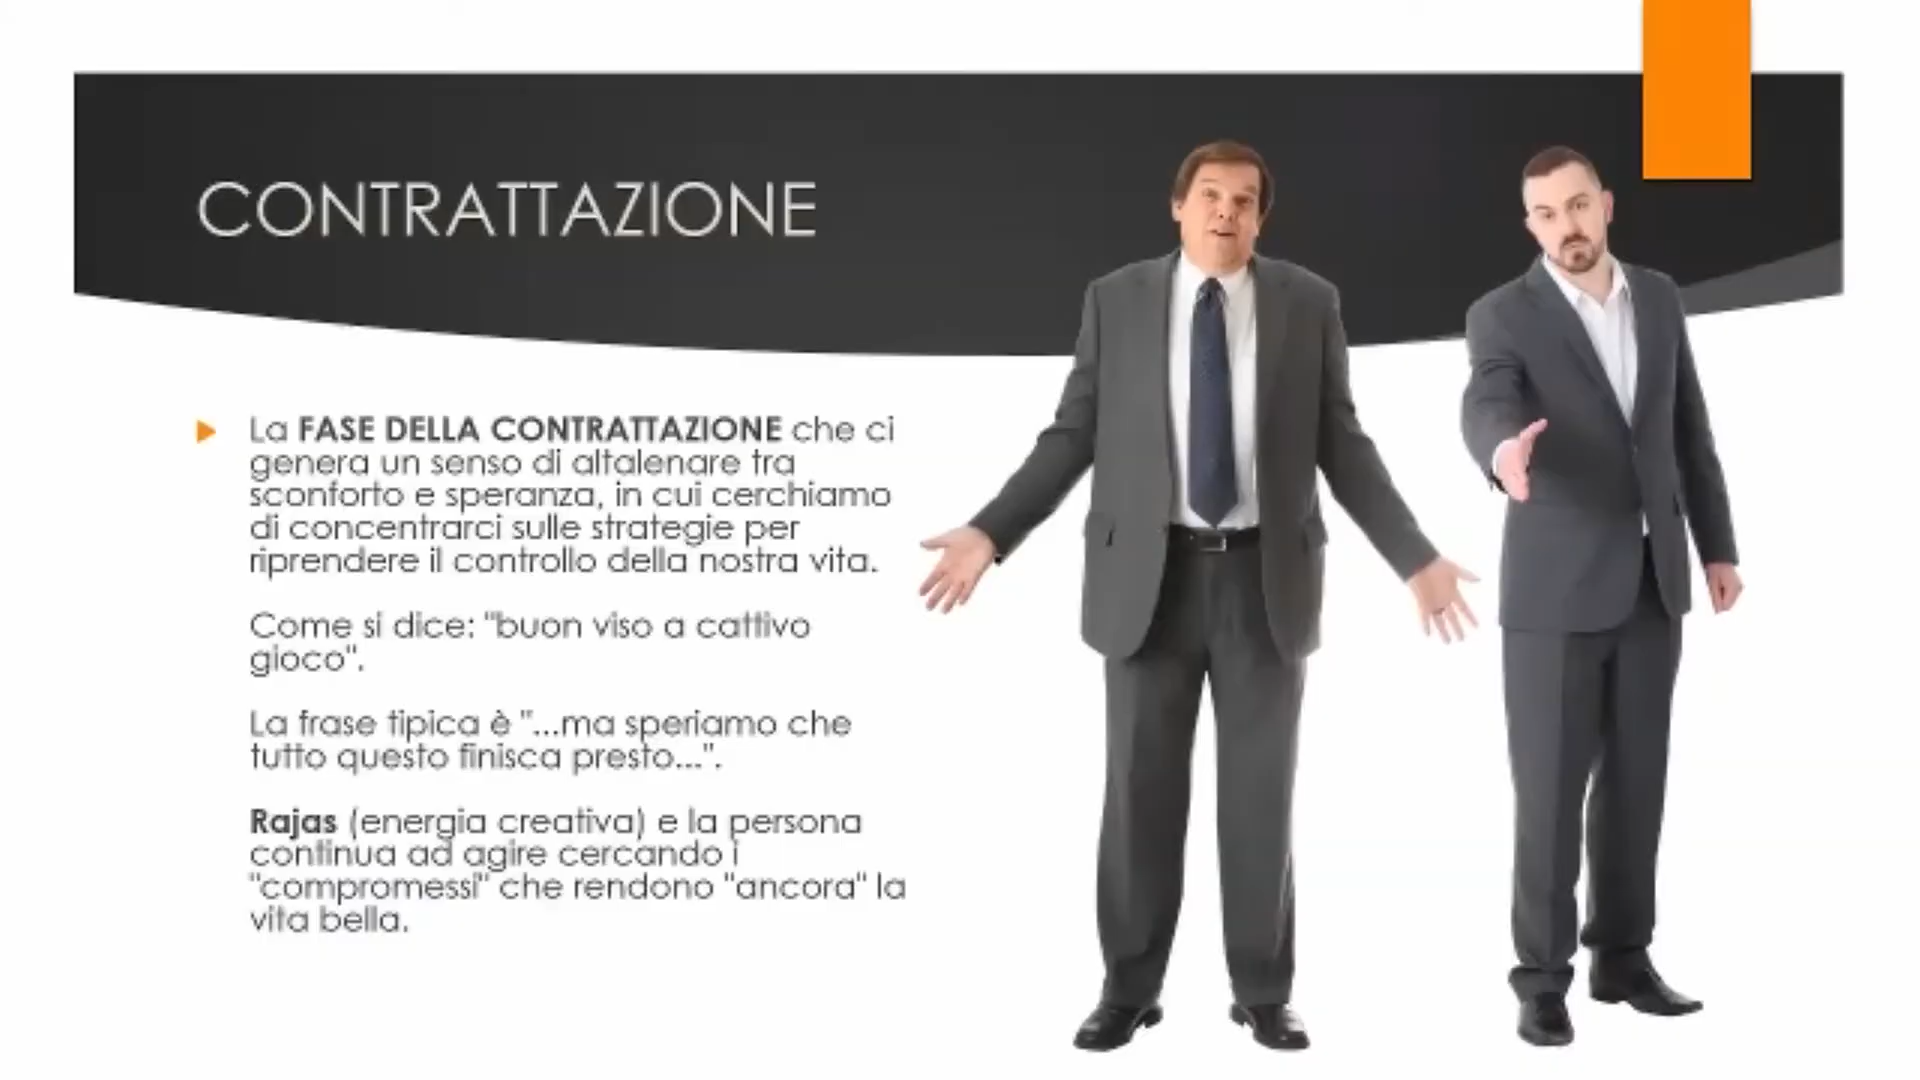 CONTRATTAZIONE
La FASE DELLA CONTRATTAZIONE che ci
genera un senso di altalenare tra
sconforto e speranza, in cui cerchiamo
di concentrarci sulle strategie per
riprendere il controllo della nostra vita.
Come si dice: "buon viso a cattivo
gioco".
La frase tipica è "...ma speriamo che
tutto questo finisca presto...".
Rajas (energia creativa) e la persona
continua ad agire cercando i
"compromessi" che rendono "ancora" la
vita bella.